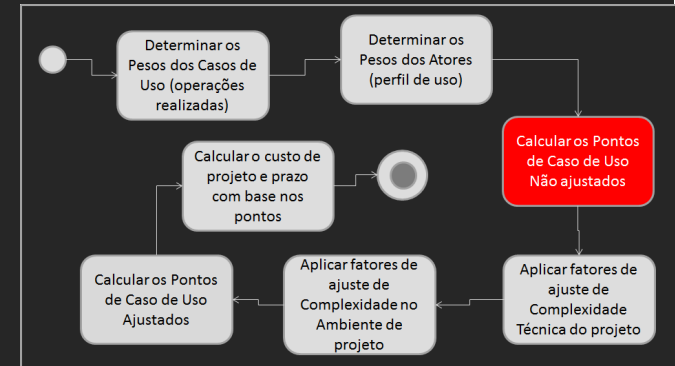 Determinar os
Pesos dos Casos de
Uso (operações
realizadas)
Determinar os
Pesos dos Atores
(perfil de uso)
Calcular os Pontos
de Caso de Uso
Não ajustados
Aplicar fatores de
ajuste de
Complexidade
Técnica do projeto
Aplicar fatores de
ajuste de
Complexidade no
Ambiente de
projeto
Calcular os Pontos
de Caso de Uso
Ajustados
Calcular o custo de
projeto e prazo
com base nos
pontos